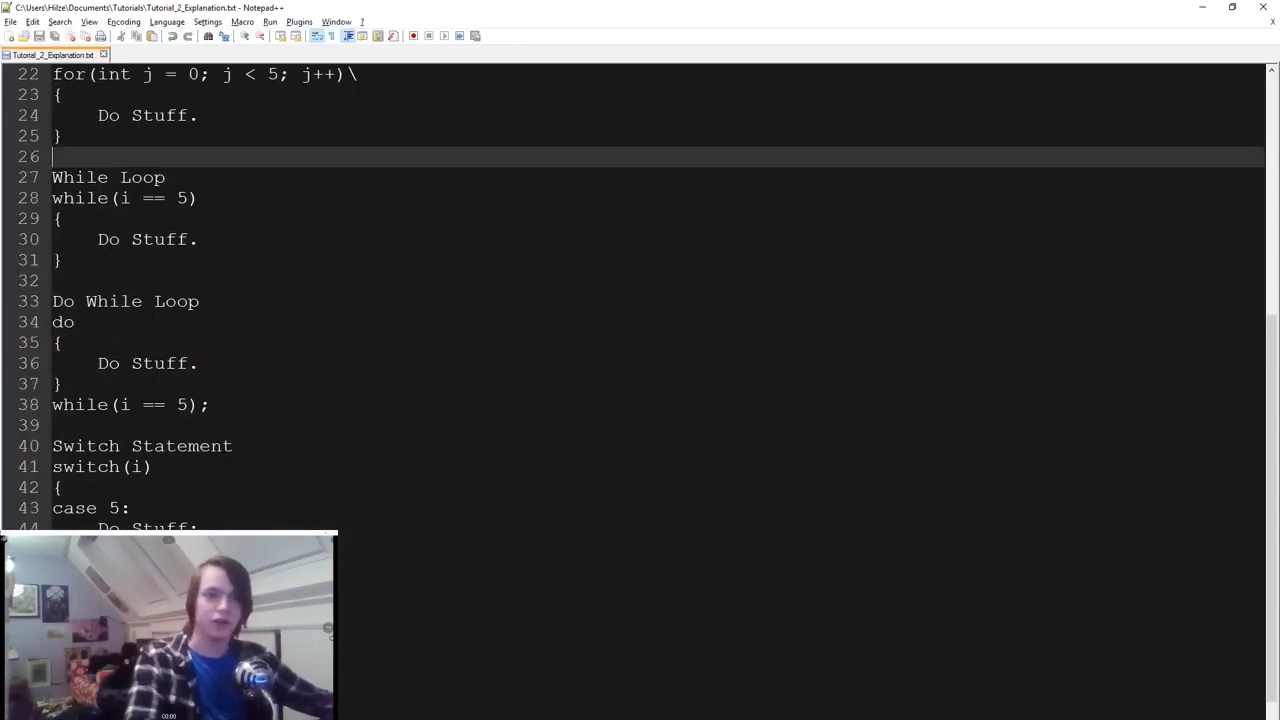 C:\Users\Hilze\Documents\Tutorials\Tutorial_2_Explanation.txt - Notepad++
File Edit Search View Encoding Language Settings Macro Run Plugins Window ?
X
Tutorial_2_Explanation.txt
22 for(int j = 0; j < 5; j++)\
23 {
24 Do Stuff.
25 }
26
27 While Loop
28 while(i == 5)
29 {
30 Do Stuff.
31 }
32
33 Do While Loop
34 do
35 {
36 Do Stuff.
37 }
38 while(i == 5);
39
40 Switch Statement
41 switch(i)
42 {
43 case 5:
44 Do Stuff;
00:00